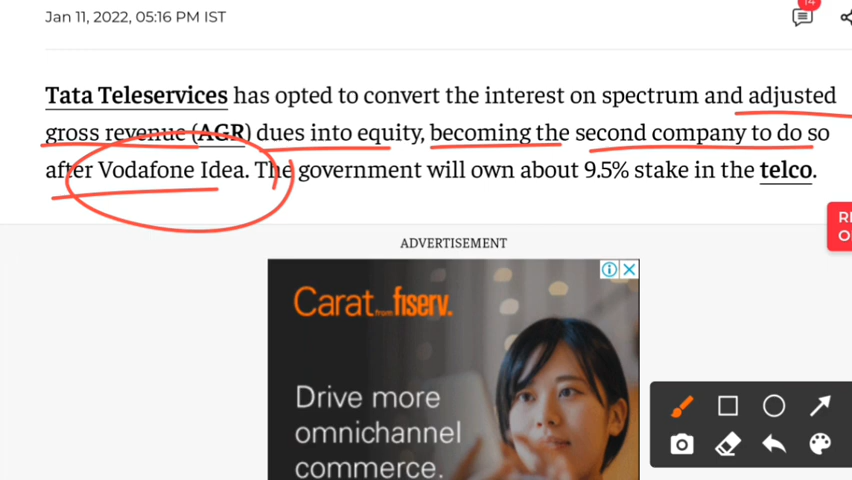 Jan 11, 2022, 05:16 PM IST
14
Tata Teleservices has opted to convert the interest on spectrum and adjusted
gross revenue (AGR) dues into equity, becoming the second company to do so
after Vodafone Idea. The government will own about 9.5% stake in the telco.
RE
O
ADVERTISEMENT
Carat from fiserv.
Drive more
omnichannel
commerce.